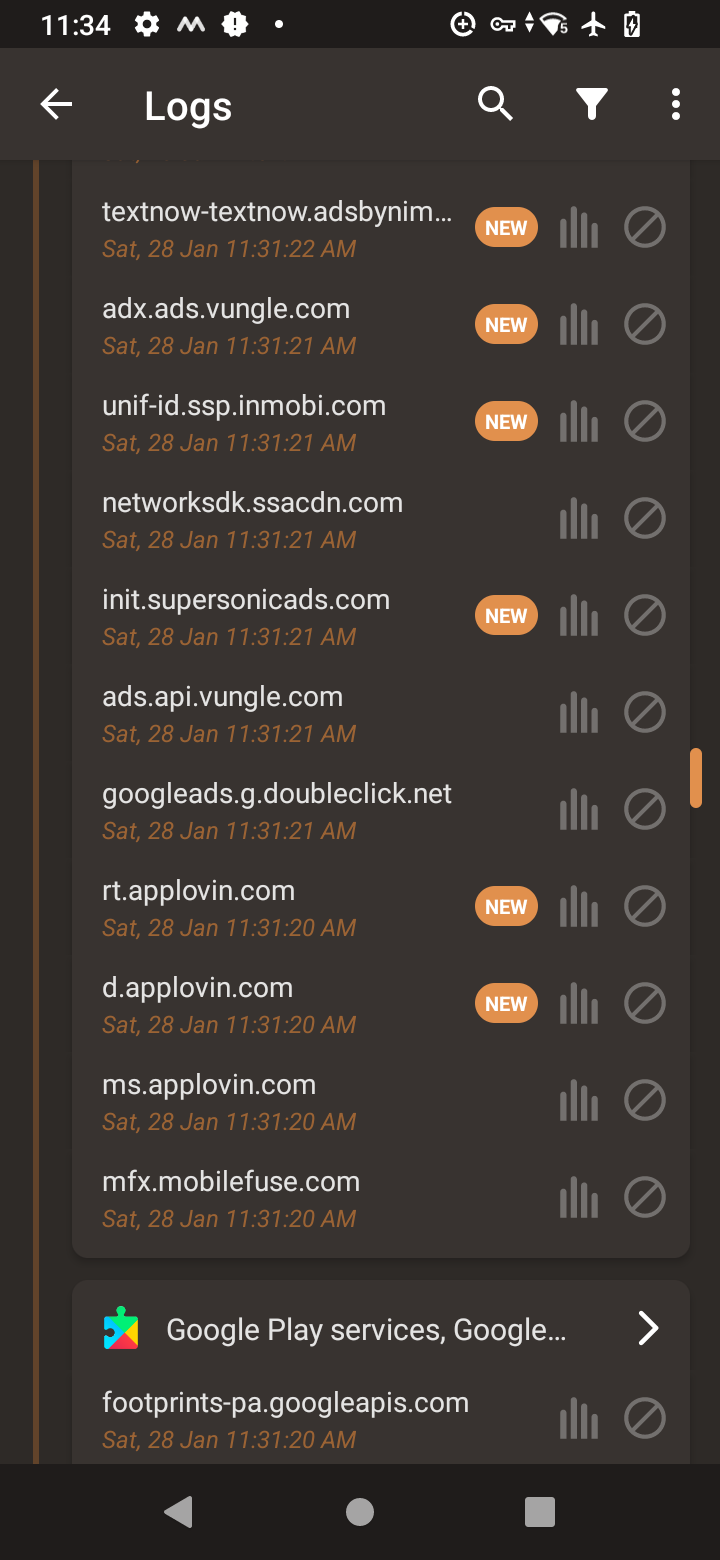 11:34
5
Logs
textnow-textnow.adsbynim...
NEW
Sat, 28 Jan 11:31:22 AM
adx.ads.vungle.com
NEW
Sat, 28 Jan 11:31:21 AM
unif-id.ssp.inmobi.com
NEW
Sat, 28 Jan 11:31:21 AM
networksdk.ssacdn.com
Sat, 28 Jan 11:31:21 AM
init.supersonicads.com
NEW
Sat, 28 Jan 11:31:21 AM
ads.api.vungle.com
Sat, 28 Jan 11:31:21 AM
googleads.g.doubleclick.net
Sat, 28 Jan 11:31:21 AM
rt.applovin.com
NEW
Sat, 28 Jan 11:31:20 AM
d.applovin.com
NEW
Sat, 28 Jan 11:31:20 AM
ms.applovin.com
Sat, 28 Jan 11:31:20 AM
mfx.mobilefuse.com
Sat, 28 Jan 11:31:20 AM
Google Play services, Google...
footprints-pa.googleapis.com
Sat, 28 Jan 11:31:20 AM